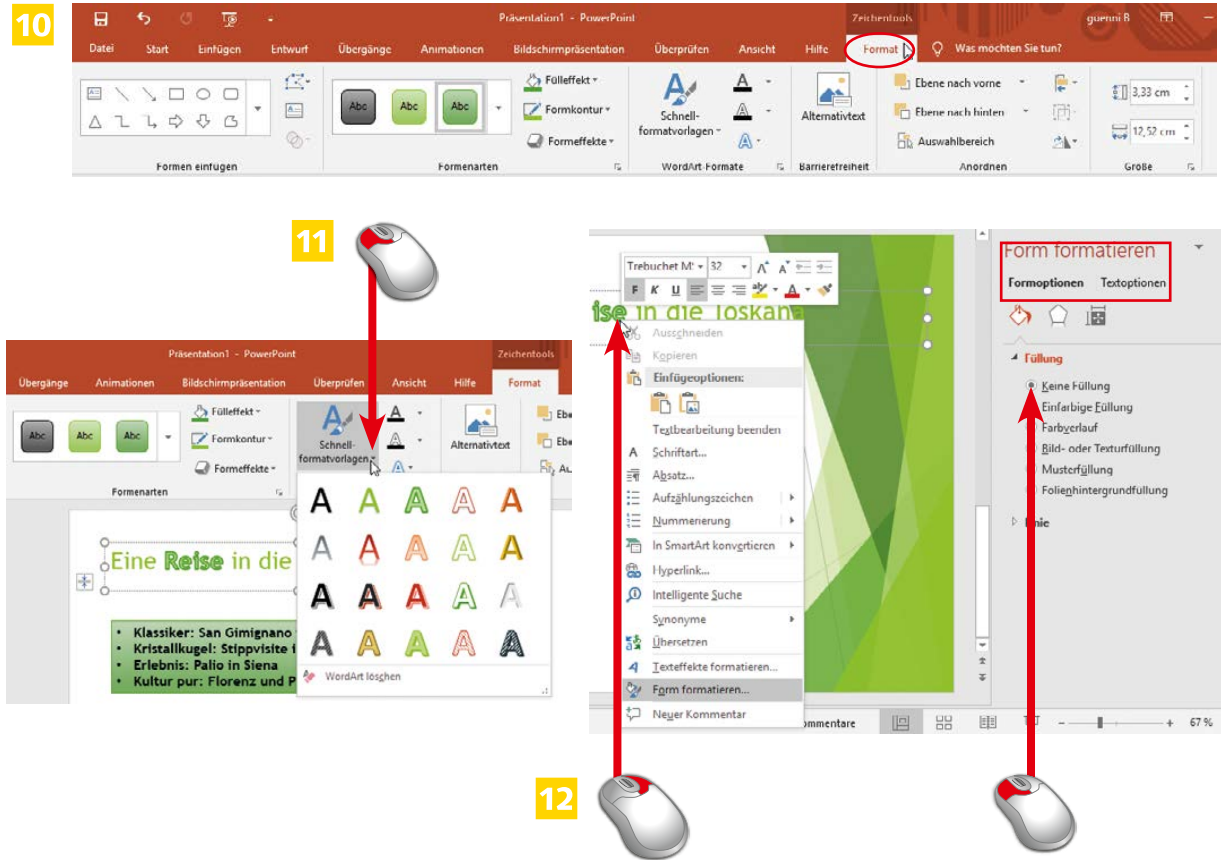 10
Präsentation1 - PowerPoint
Zeichentools
guenni B
Datei Start Einfügen Entwurf Übergänge Animationen Bildschirmpräsentation Überprüfen Ansicht Hilfe Format Was möchten Sie tun?
Abc Abc Abc
Fülleffekt
Formkontur
Formeffekte
Schnell-
formatvorlagen
Alternativtext
Ebene nach vorne
Ebene nach hinten
Auswahlbereich
3,33 cm
12,52 cm
Formen einfügen Formenarten WordArt-Formate Barrierefreiheit Anordnen Größe
11
Präsentation1 - PowerPoint
Zeichentools
Übergänge Animationen Bildschirmpräsentation Überprüfen Ansicht Hilfe Format
Abc Abc Abc
Fülleffekt
Formkontur
Formeffekte
Schnell-
formatvorlagen
Alternativtext
Ebe
Ebe
Au
Formenarten
Eine Reise in die
• Klassiker: San Gimignano
• Kristallkugel: Stippvisite i
• Erlebnis: Palio in Siena
• Kultur pur: Florenz und P
A A A A A
A A A A A
A A A A A
A A A A A
WordArt löschen
Trebuchet M' 32
F K U
ise in die Toskana
Ausschneiden
Kopieren
Einfügeoptionen:
Textbearbeitung beenden
Schriftart...
Absatz...
Aufzählungszeichen
Nummerierung
In SmartArt konvertieren
Hyperlink...
Intelligente Suche
Synonyme
Übersetzen
Texteffekte formatieren...
Form formatieren...
Neuer Kommentar
Form formatieren
Formoptionen Textoptionen
Füllung
Keine Füllung
Einfarbige Füllung
Farbverlauf
Bild- oder Texturfüllung
Musterfüllung
Folienhintergrundfüllung
ommentare
67 %
12